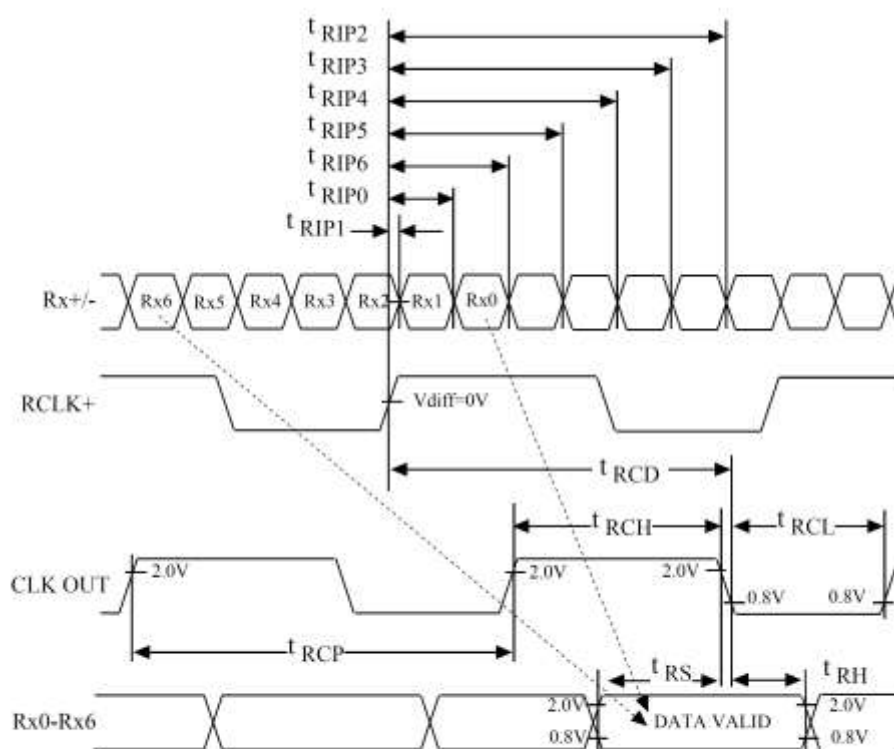 t RIP2
t RIP3
t RIP4
t RIP5
t RIP6
t RIP0
t RIP1
Rx+/- Rx6 Rx5 Rx4 Rx3 Rx2 Rx1 Rx0
RCLK+ Vdiff=0V
t RCD
t RCH t RCL
CLK OUT 2.0V 2.0V 2.0V 0.8V 0.8V
t RCP t RS t RH
Rx0-Rx6 2.0V 0.8V DATA VALID 2.0V 0.8V